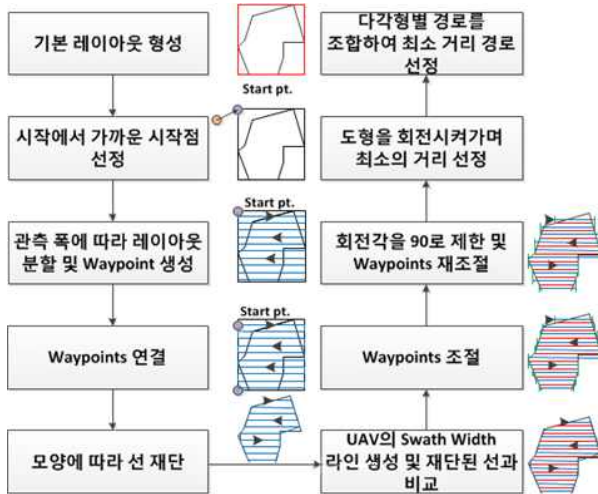 기본 레이아웃 형성
Start pt.
시작에서 가까운 시작점
선정
Start pt.
관측 폭에 따라 레이아웃
분할 및 Waypoint 생성
Start pt.
Waypoints 연결
모양에 따라 선 재단
UAV의 Swath Width
라인 생성 및 재단된 선과
비교
Waypoints 조절
회전각을 90로 제한 및
Waypoints 재조절
도형을 회전시켜가며
최소의 거리 선정
다각형별 경로를
조합하여 최소 거리 경로
선정